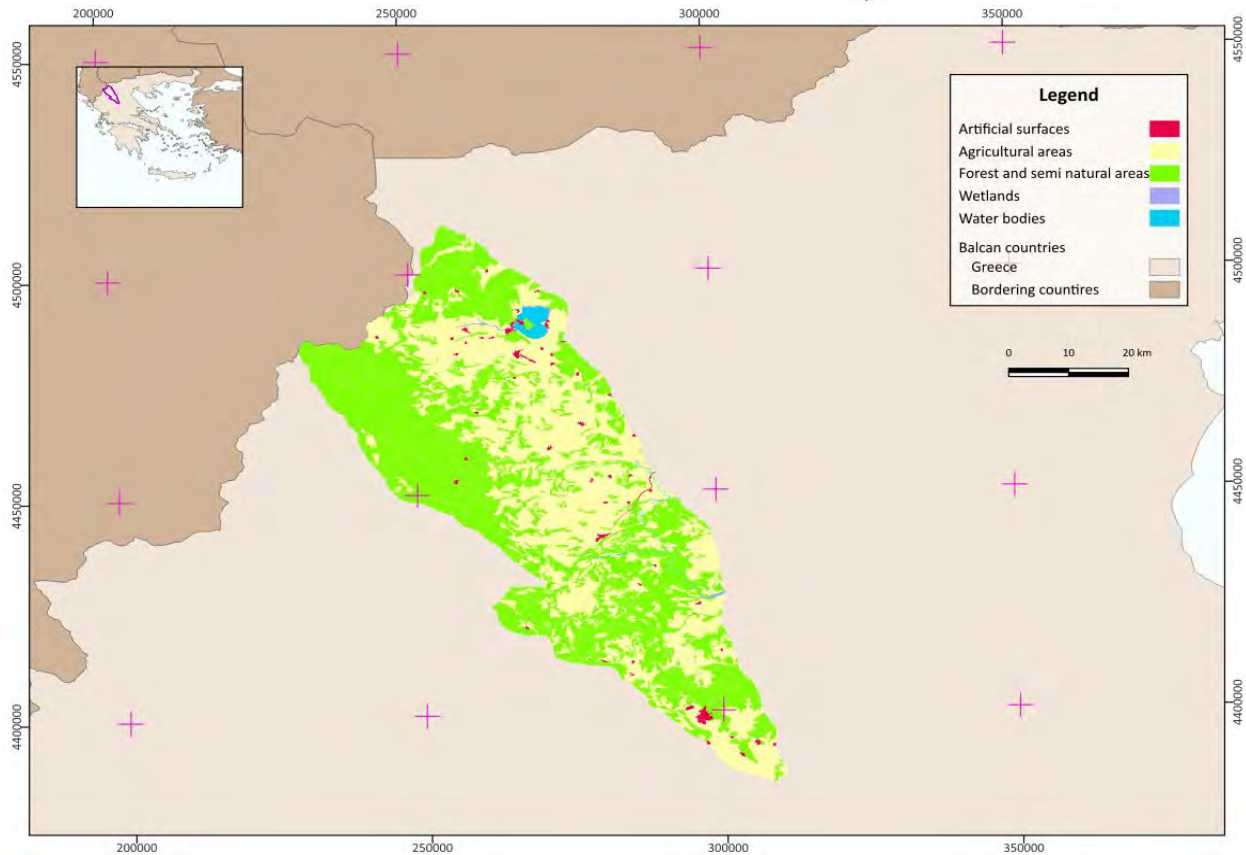 200000
250000
300000
350000
4550000
4550000
Legend
Artificial surfaces
Agricultural areas
Forest and semi natural areas
Wetlands
Water bodies
Balcan countries
Greece
Bordering countires
4500000
4500000
0 10 20 km
4450000
4450000
4400000
4400000
200000
250000
300000
350000